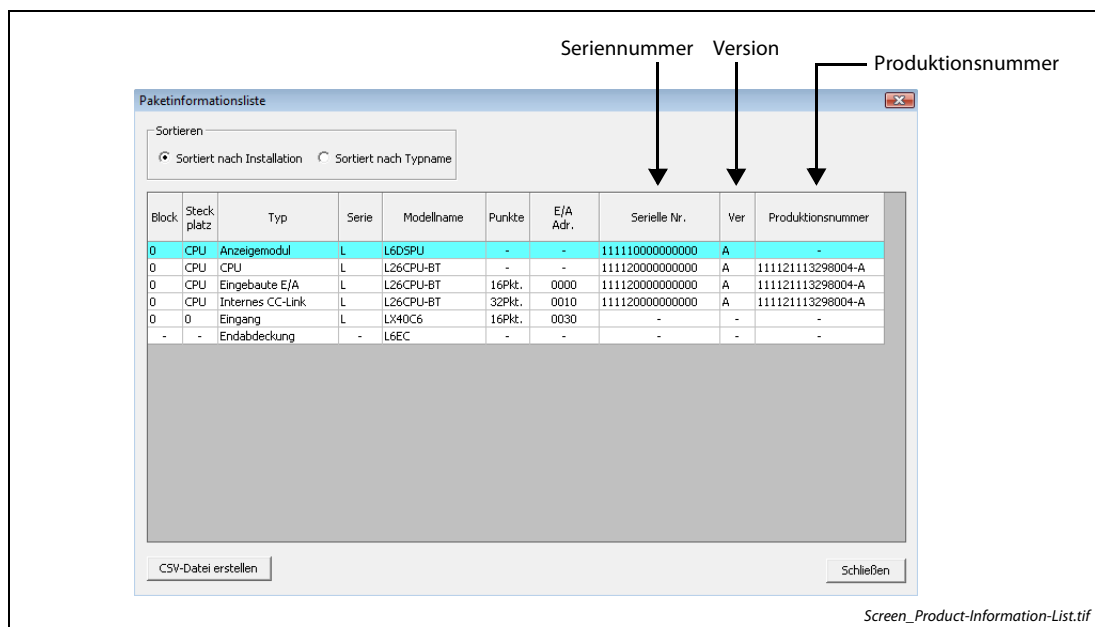 Seriennummer Version
Produktionsnummer
Paketinformationsliste
Sortieren
Sortiert nach Installation Sortiert nach Typname
Block Steckplatz Typ Serie Modellname Punkte E/A Adr. Serielle Nr. Ver Produktionsnummer
0 CPU Anzeigemodul L L6DSPU - - 111110000000000 A -
0 CPU CPU L L26CPU-BT - - 111120000000000 A 111121113298004-A
0 CPU Eingebaute E/A L L26CPU-BT 16Pkt. 0000 111120000000000 A 111121113298004-A
0 CPU Internes CC-Link L L26CPU-BT 32Pkt. 0010 111120000000000 A 111121113298004-A
0 0 Eingang L LX40C6 16Pkt. 0030 - - -
- - Endabdeckung - L6EC - - - - -
CSV-Datei erstellen Schließen
Screen_Product-Information-List.tif